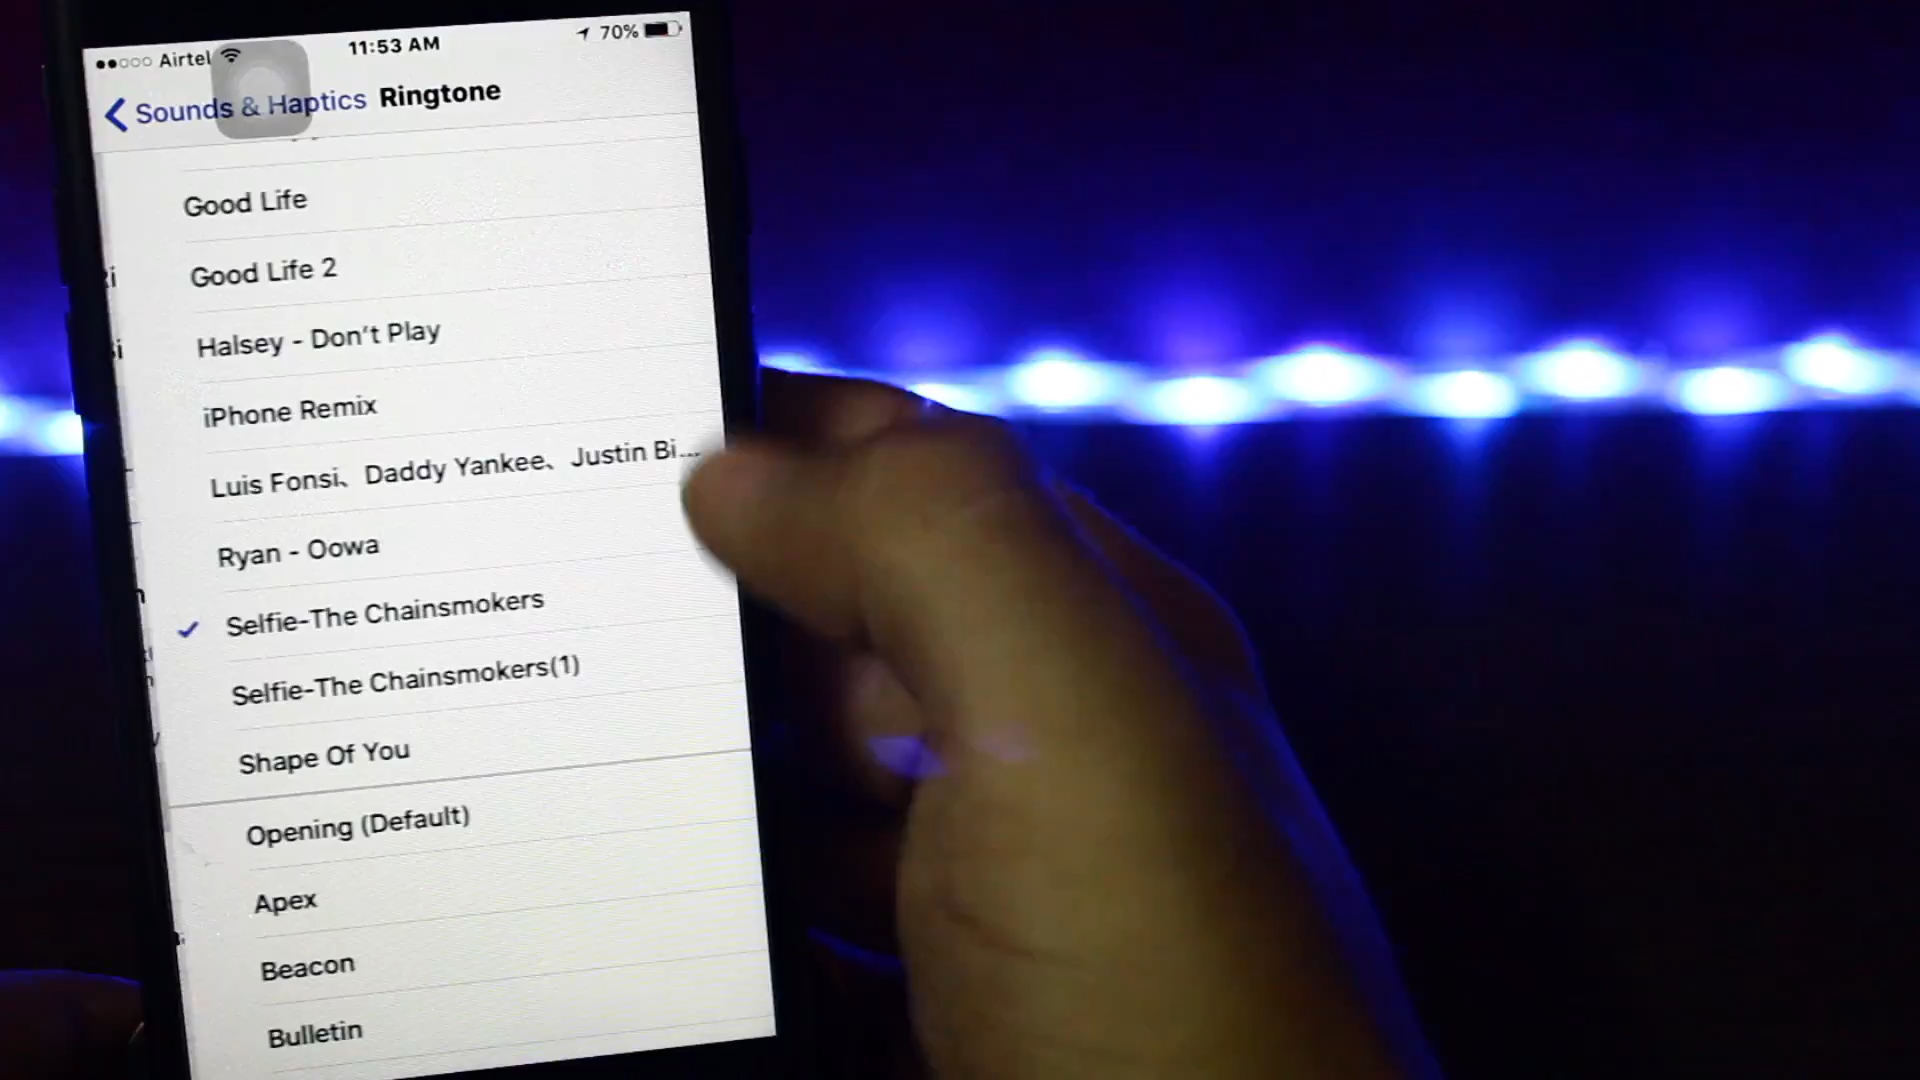 Airtel 11:53 AM 70%
Sounds & Haptics Ringtone
Good Life
Good Life 2
Halsey - Don't Play
iPhone Remix
Luis Fonsi、Daddy Yankee、Justin Bi...
Ryan - Oowa
Selfie-The Chainsmokers
Selfie-The Chainsmokers(1)
Shape Of You
Opening (Default)
Apex
Beacon
Bulletin